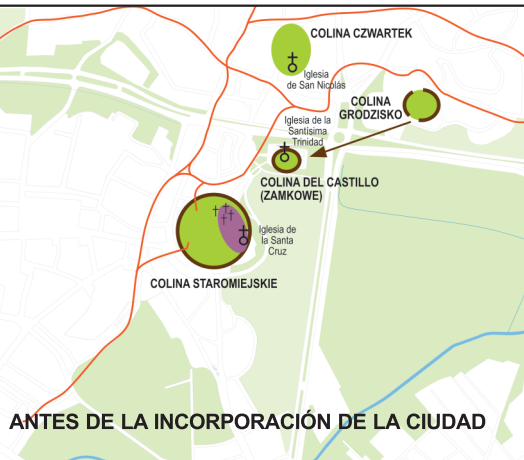 COLINA CZWARTEK
Iglesia
de San Nicolás
COLINA
GRODZISKO
Iglesia de la
Santísima
Trinidad
COLINA DEL CASTILLO
(ZAMKOWE)
Iglesia de
la Santa
Cruz
COLINA STAROMIEJSKIE
ANTES DE LA INCORPORACIÓN DE LA CIUDAD